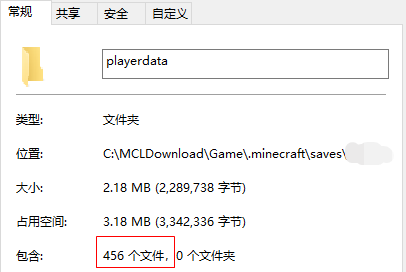 常规 共享 安全 自定义
playerdata
类型: 文件夹
位置: C:\MCLDownload\Game\.minecraft\saves\
大小: 2.18 MB (2,289,738 字节)
占用空间: 3.18 MB (3,342,336 字节)
包含: 456 个文件，0 个文件夹